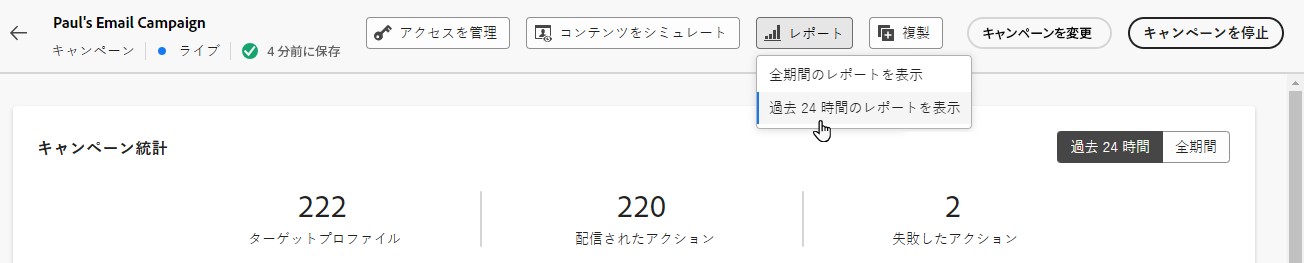 Paul's Email Campaign
キャンペーン ライブ 4 分前に保存
アクセスを管理 コンテンツをシミュレート レポート 複製 キャンペーンを変更 キャンペーンを停止
全期間のレポートを表示
過去 24 時間のレポートを表示
キャンペーン統計 過去 24 時間 全期間
222 220 2
ターゲットプロファイル 配信されたアクション 失敗したアクション